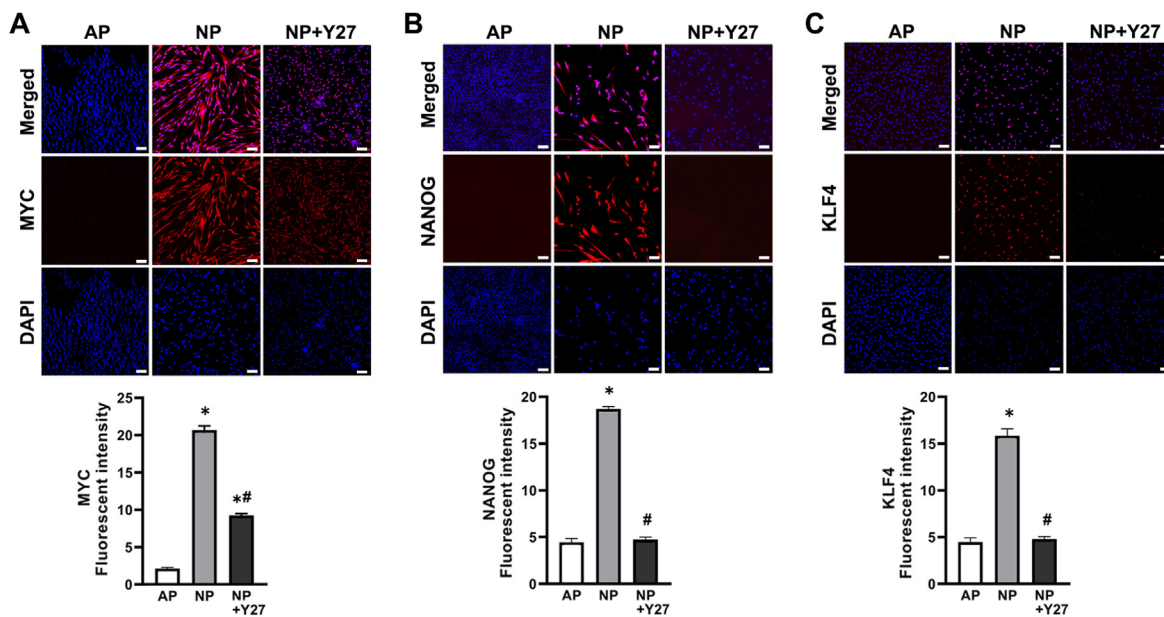 A
AP NP NP+Y27
Merged
MYC
DAPI
MYC
Fluorescent intensity
25
20
15
10
5
0
*
*#
AP NP NP
+Y27
B
AP NP NP+Y27
Merged
NANOG
DAPI
NANOG
Fluorescent intensity
20
15
10
5
0
*
#
AP NP NP
+Y27
C
AP NP NP+Y27
Merged
KLF4
DAPI
KLF4
Fluorescent intensity
20
15
10
5
0
*
#
AP NP NP
+Y27